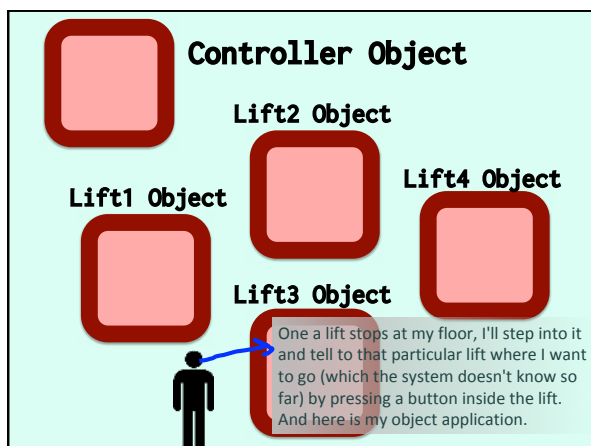 Controller Object
Lift2 Object
Lift4 Object
Lift1 Object
Lift3 Object
One a lift stops at my floor, I'll step into it
and tell to that particular lift where I want
to go (which the system doesn't know so
far) by pressing a button inside the lift.
And here is my object application.